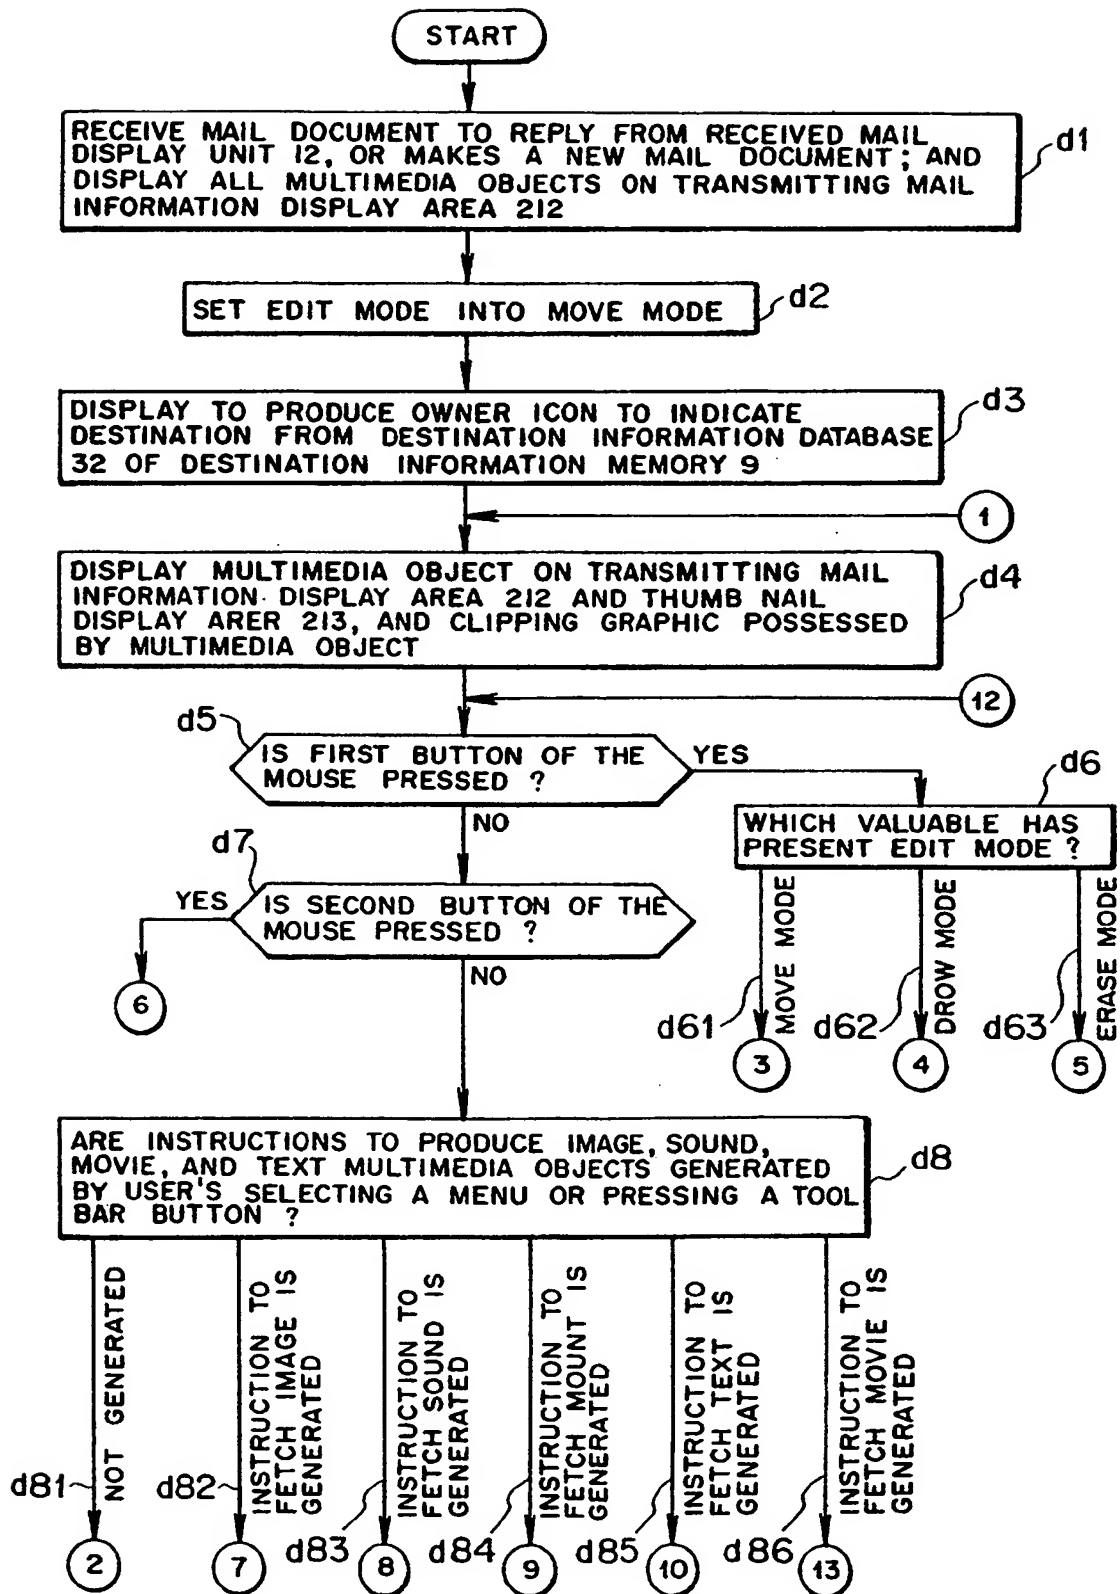 START
RECEIVE MAIL DOCUMENT TO REPLY FROM RECEIVED MAIL
DISPLAY UNIT 12, OR MAKES A NEW MAIL DOCUMENT; AND
DISPLAY ALL MULTIMEDIA OBJECTS ON TRANSMITTING MAIL
INFORMATION DISPLAY AREA 212
d1
SET EDIT MODE INTO MOVE MODE
d2
DISPLAY TO PRODUCE OWNER ICON TO INDICATE
DESTINATION FROM DESTINATION INFORMATION DATABASE
32 OF DESTINATION INFORMATION MEMORY 9
d3
1
DISPLAY MULTIMEDIA OBJECT ON TRANSMITTING MAIL
INFORMATION DISPLAY AREA 212 AND THUMB NAIL
DISPLAY ARER 213, AND CLIPPING GRAPHIC POSSESSED
BY MULTIMEDIA OBJECT
d4
12
d5
IS FIRST BUTTON OF THE
MOUSE PRESSED ?
YES
NO
d6
WHICH VALUABLE HAS
PRESENT EDIT MODE ?
d7
YES
IS SECOND BUTTON OF THE
MOUSE PRESSED ?
NO
6
d61
MOVE MODE
d62
DROW MODE
d63
ERASE MODE
3
4
5
ARE INSTRUCTIONS TO PRODUCE IMAGE, SOUND,
MOVIE, AND TEXT MULTIMEDIA OBJECTS GENERATED
BY USER'S SELECTING A MENU OR PRESSING A TOOL
BAR BUTTON ?
d8
d81
NOT GENERATED
d82
INSTRUCTION TO
FETCH IMAGE IS
GENERATED
d83
INSTRUCTION TO
FETCH SOUND IS
GENERATED
d84
INSTRUCTION TO
FETCH MOUNT IS
GENERATED
d85
INSTRUCTION TO
FETCH TEXT IS
GENERATED
d86
INSTRUCTION TO
FETCH MOVIE IS
GENERATED
2
7
8
9
10
13